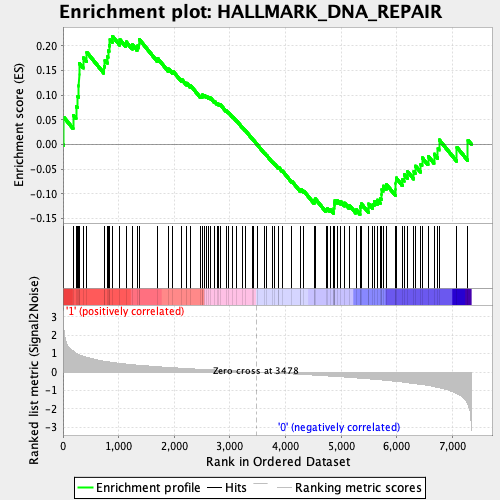 Enrichment plot: HALLMARK_DNA_REPAIR
Enrichment score (ES)
0.20
0.15
0.10
0.05
0.00
-0.05
-0.10
-0.15
'1' (positively correlated)
Ranked list metric (Signal2Noise)
3
2
1
0
-1
-2
-3
Zero cross at 3478
'0' (negatively correlated)
0 1,000 2,000 3,000 4,000 5,000 6,000 7,000
Rank in Ordered Dataset
Enrichment profile Hits Ranking metric scores